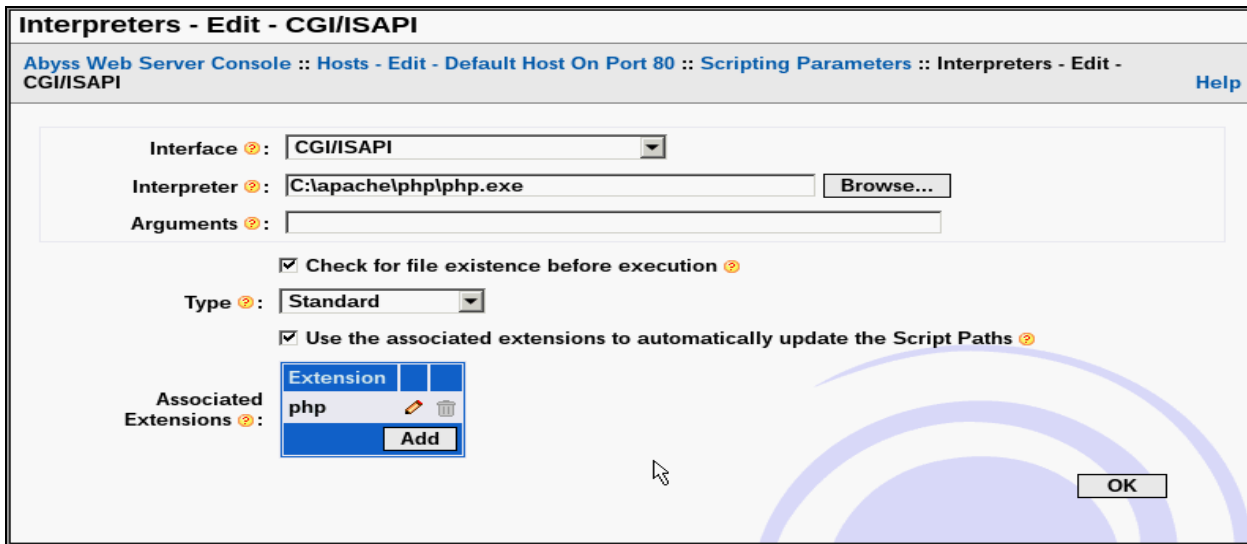 Interpreters - Edit - CGI/ISAPI
Abyss Web Server Console :: Hosts - Edit - Default Host On Port 80 :: Scripting Parameters :: Interpreters - Edit -
CGI/ISAPI
Help
Interface ?: CGI/ISAPI
Interpreter ?: C:\apache\php\php.exe Browse...
Arguments ?:
Check for file existence before execution ?
Type ?: Standard
Use the associated extensions to automatically update the Script Paths ?
Extension
Associated
Extensions ?:
php
Add
OK